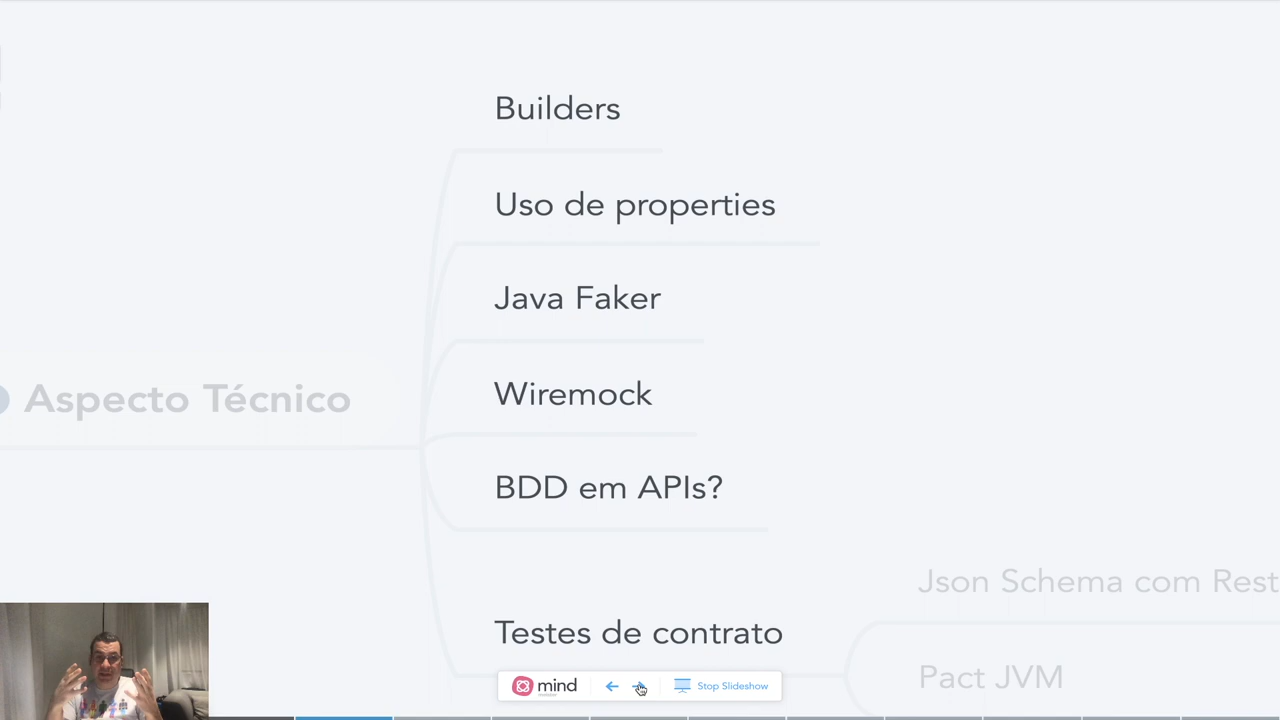 Builders
Uso de properties
Java Faker
Aspecto Técnico
Wiremock
BDD em APIs?
Json Schema com Rest
Testes de contrato
Pact JVM
mind
Stop Slideshow